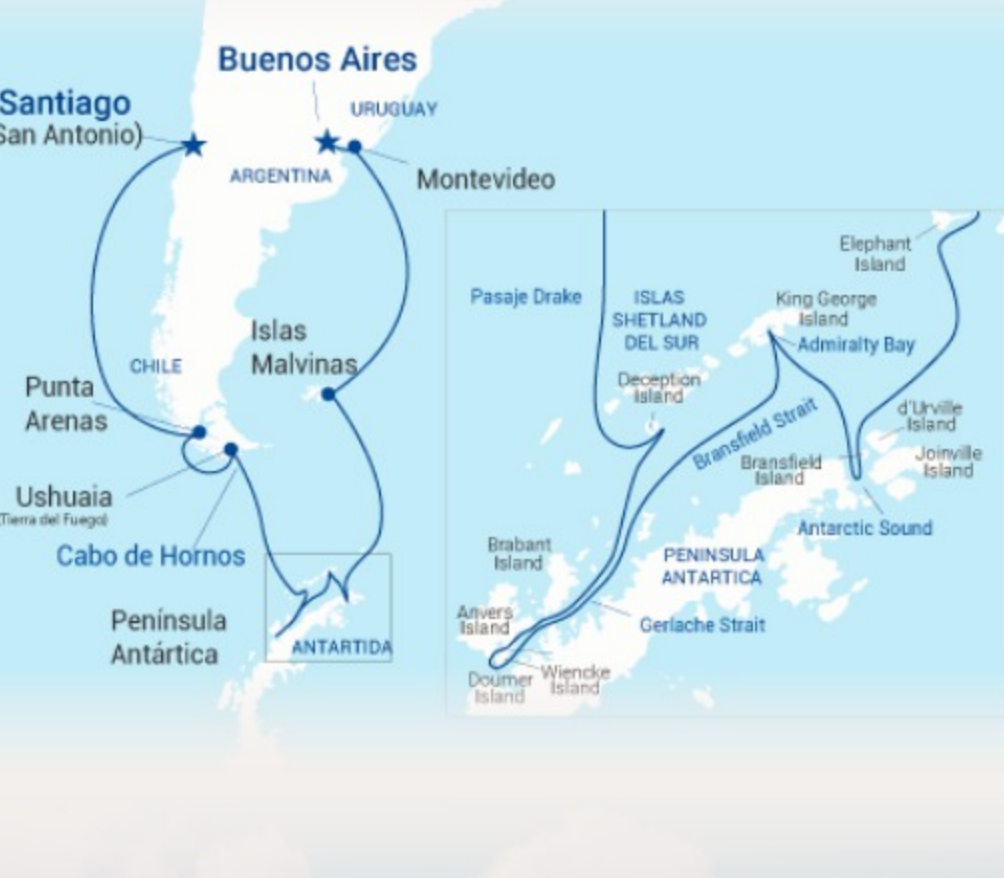 Buenos Aires
Santiago
San Antonio)
URUGUAY
ARGENTINA
Montevideo
Islas
Malvinas
CHILE
Punta
Arenas
Ushuaia
(Tierra del Fuego)
Cabo de Hornos
Península
Antártica
ANTARTIDA
Elephant
Island
Pasaje Drake
ISLAS
SHETLAND
DEL SUR
King George
Island
Admiralty Bay
Deception
Island
Bransfield Strait
d'Urville
Island
Bransfield
Island
Joinville
Island
Antarctic Sound
Brabant
Island
PENINSULA
ANTARTICA
Anvers
Island
Gerlache Strait
Doumer
Island
Wiencke
Island